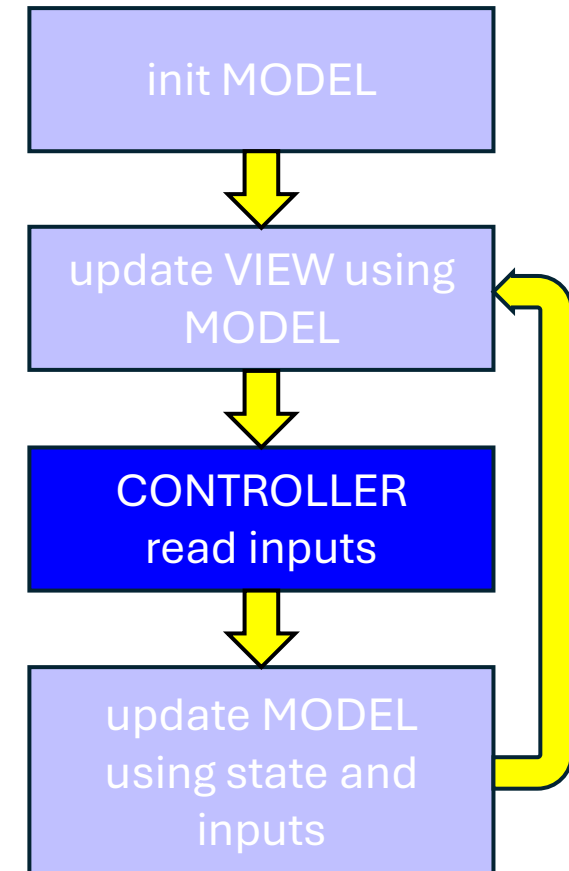 init MODEL
update VIEW using
MODEL
CONTROLLER
read inputs
update MODEL
using state and
inputs